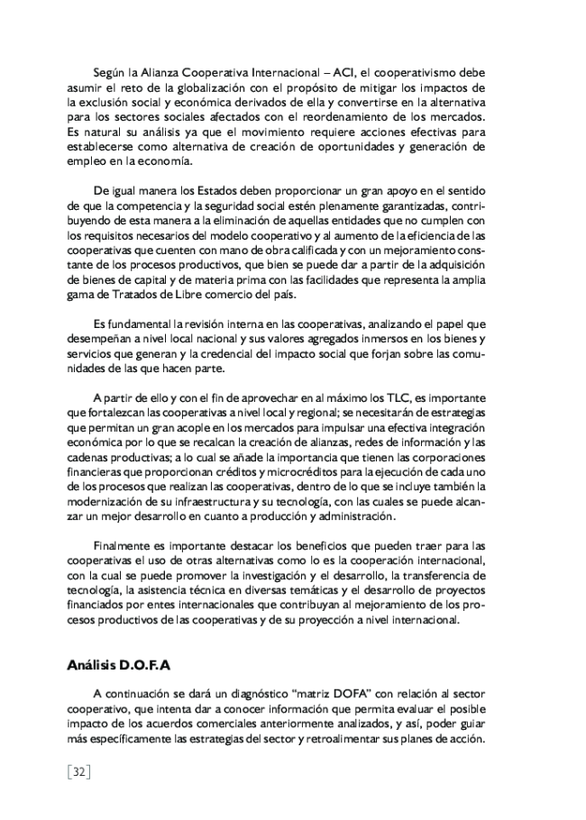 Según la Alianza Cooperativa Internacional – ACI, el cooperativismo debe
asumir el reto de la globalización con el propósito de mitigar los impactos de
la exclusión social y económica derivados de ella y convertirse en la alternativa
para los sectores sociales afectados con el reordenamiento de los mercados.
Es natural su análisis ya que el movimiento requiere acciones efectivas para
establecerse como alternativa de creación de oportunidades y generación de
empleo en la economía.
De igual manera los Estados deben proporcionar un gran apoyo en el sentido
de que la competencia y la seguridad social estén plenamente garantizadas, contri-
buyendo de esta manera a la eliminación de aquellas entidades que no cumplen con
los requisitos necesarios del modelo cooperativo y al aumento de la eficiencia de las
cooperativas que cuenten con mano de obra calificada y con un mejoramiento cons-
tante de los procesos productivos, que bien se puede dar a partir de la adquisición
de bienes de capital y de materia prima con las facilidades que representa la amplia
gama de Tratados de Libre comercio del país.
Es fundamental la revisión interna en las cooperativas, analizando el papel que
desempeñan a nivel local nacional y sus valores agregados inmersos en los bienes y
servicios que generan y la credencial del impacto social que forjan sobre las comu-
nidades de las que hacen parte.
A partir de ello y con el fin de aprovechar en al máximo los TLC, es importante
que fortalezcan las cooperativas a nivel local y regional; se necesitarán de estrategias
que permitan un gran acople en los mercados para impulsar una efectiva integración
económica por lo que se recalcan la creación de alianzas, redes de información y las
cadenas productivas; a lo cual se añade la importancia que tienen las corporaciones
financieras que proporcionan créditos y microcréditos para la ejecución de cada uno
de los procesos que realizan las cooperativas, dentro de lo que se incluye también la
modernización de su infraestructura y su tecnología, con las cuales se puede alcan-
zar un mejor desarrollo en cuanto a producción y administración.
Finalmente es importante destacar los beneficios que pueden traer para las
cooperativas el uso de otras alternativas como lo es la cooperación internacional,
con la cual se puede promover la investigación y el desarrollo, la transferencia de
tecnología, la asistencia técnica en diversas temáticas y el desarrollo de proyectos
financiados por entes internacionales que contribuyan al mejoramiento de los pro-
cesos productivos de las cooperativas y de su proyección a nivel internacional.
Análisis D.O.F.A
A continuación se dará un diagnóstico “matriz DOFA” con relación al sector
cooperativo, que intenta dar a conocer información que permita evaluar el posible
impacto de los acuerdos comerciales anteriormente analizados, y así, poder guiar
más específicamente las estrategias del sector y retroalimentar sus planes de acción.
[32]